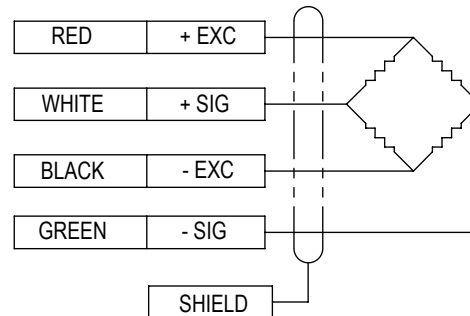 RED + EXC
WHITE + SIG
BLACK - EXC
GREEN - SIG
SHIELD